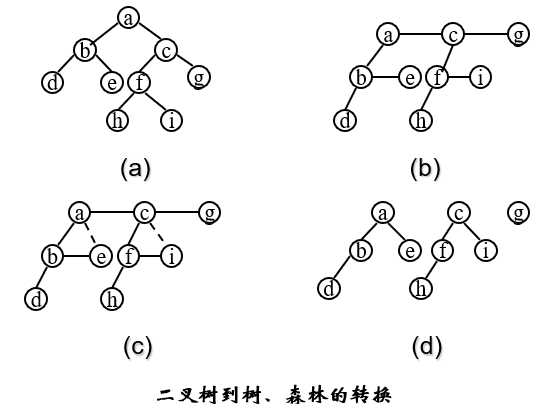 a
b c
d e f g
h i
(a)
a c g
b e f i
d h
(b)
a c g
b e f i
d h
(c)
a c g
b e f i
d h
(d)
二叉树到树、森林的转换